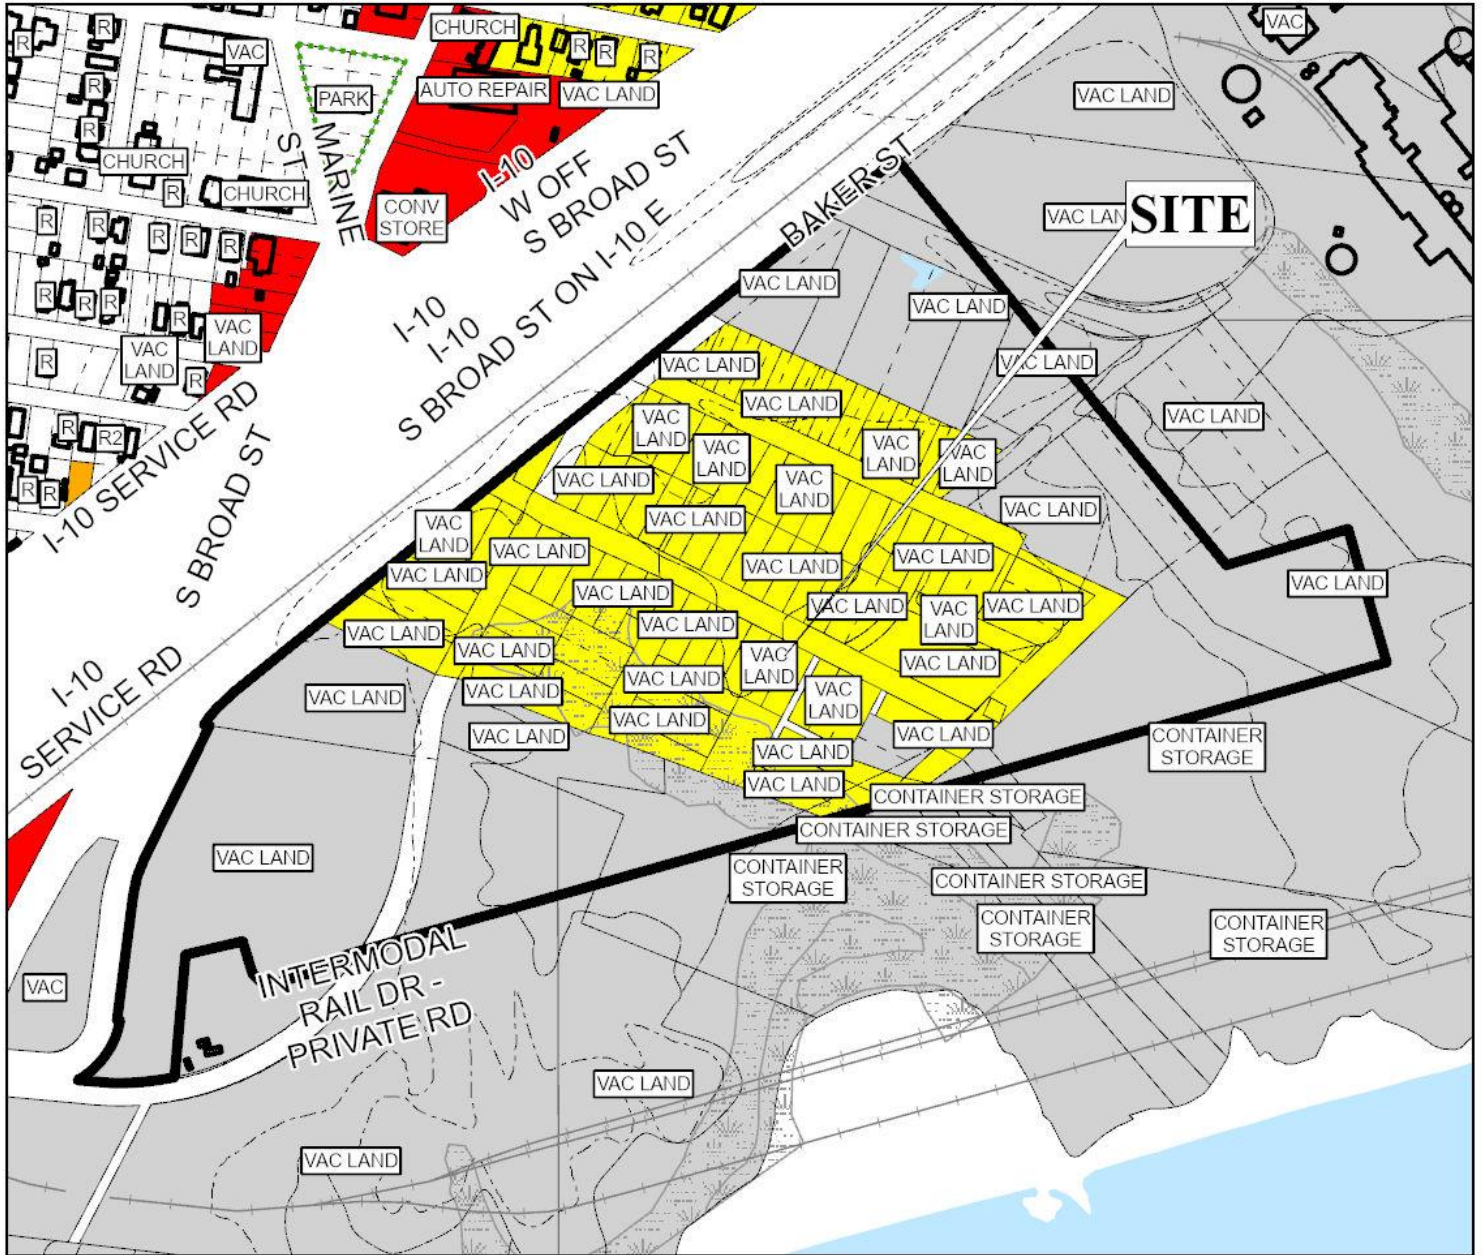 R
R
VAC
CHURCH
R
R
R
VAC
R
PARK
AUTO REPAIR
VAC LAND
VAC LAND
R
CHURCH
R
CHURCH
MARINE
ST
CONV
STORE
I-10
W OFF
S BROAD ST
S BROAD ST ON I-10 E
BAKER ST
VAC LAN
SITE
R
R
R
R
R
R
R
R
R
VAC
LAND
VAC
LAND
R
R
R
R2
R
R
I-10
I-10
I-10 SERVICE RD
S BROAD ST
VAC LAND
VAC LAND
VAC LAND
VAC LAND
VAC LAND
VAC LAND
VAC
LAND
VAC
LAND
VAC
LAND
VAC
LAND
VAC
LAND
VAC LAND
VAC LAND
VAC LAND
VAC
LAND
VAC LAND
VAC LAND
VAC LAND
VAC LAND
VAC LAND
VAC LAND
VAC LAND
VAC LAND
VAC
LAND
VAC LAND
VAC LAND
VAC LAND
VAC LAND
VAC
LAND
VAC LAND
I-10
SERVICE RD
VAC LAND
VAC LAND
VAC LAND
VAC
LAND
VAC LAND
VAC LAND
VAC LAND
VAC LAND
VAC LAND
CONTAINER
STORAGE
CONTAINER STORAGE
CONTAINER STORAGE
VAC LAND
CONTAINER
STORAGE
CONTAINER STORAGE
CONTAINER
STORAGE
CONTAINER
STORAGE
VAC
INTERMODAL
RAIL DR -
PRIVATE RD
VAC LAND
VAC LAND